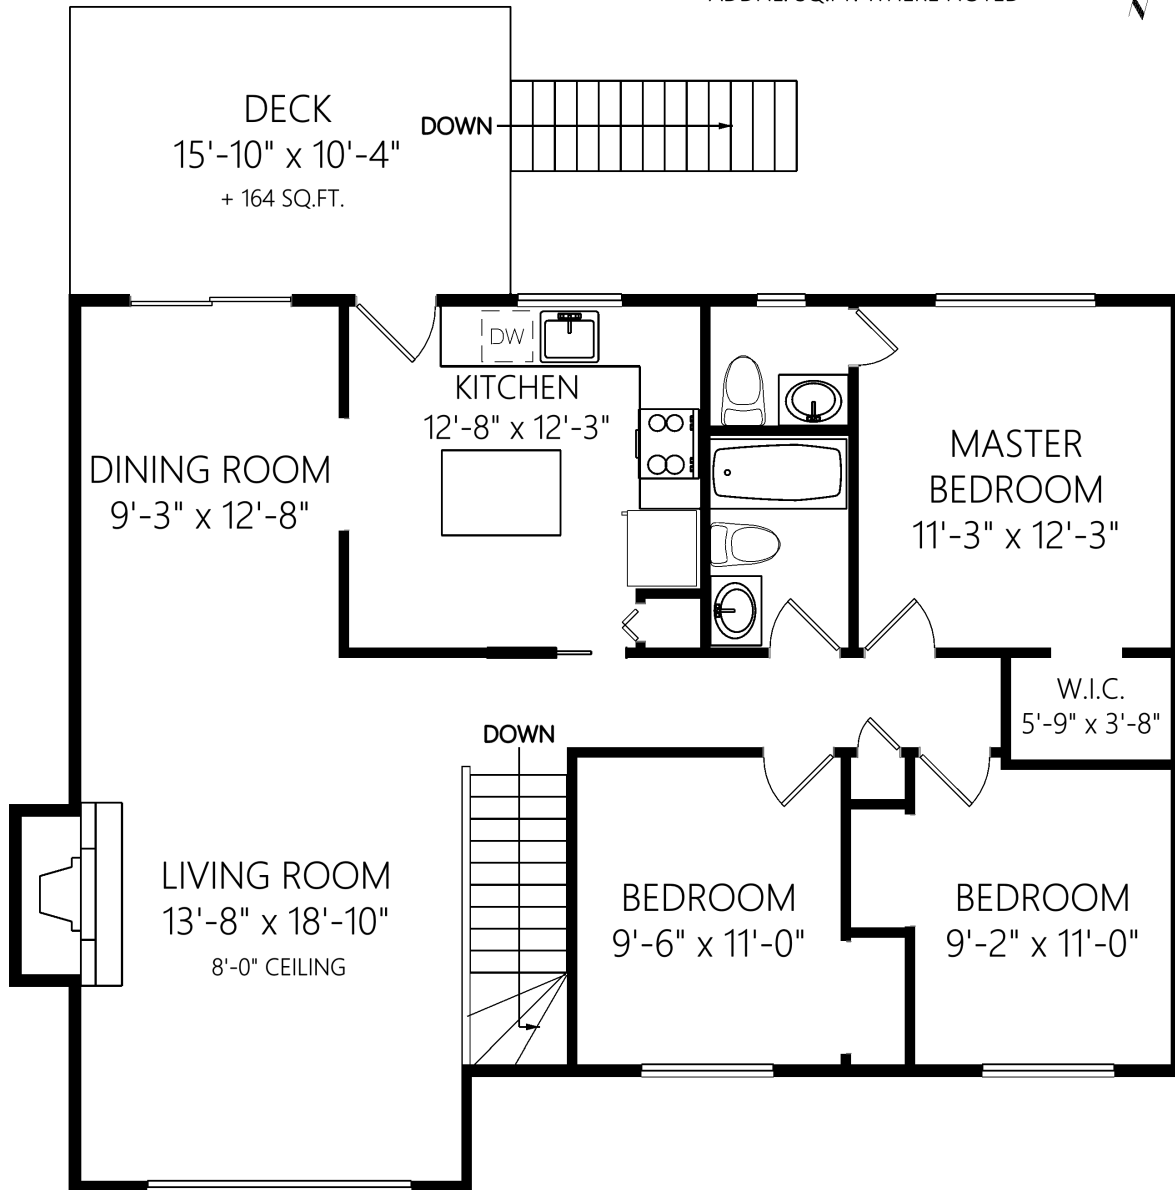 DECK
15'-10" x 10'-4"
+ 164 SQ.FT.
DOWN
DW
KITCHEN
12'-8" x 12'-3"
DINING ROOM
9'-3" x 12'-8"
MASTER
BEDROOM
11'-3" x 12'-3"
W.I.C.
5'-9" x 3'-8"
DOWN
LIVING ROOM
13'-8" x 18'-10"
8'-0" CEILING
BEDROOM
9'-6" x 11'-0"
BEDROOM
9'-2" x 11'-0"